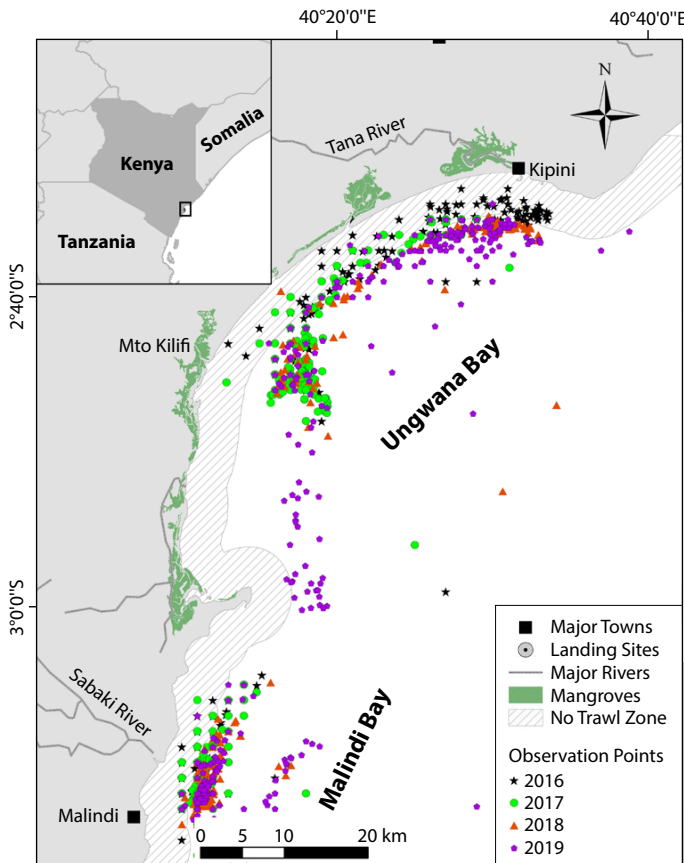 40°20'0"E
40°40'0"E
Somalia
Kenya
Tanzania
N
Tana River
Kipini
2°40'0"S
Mto Kilifi
Ungwana Bay
3°0'0"S
Sabaki River
Malindi Bay
Malindi
0 5 10 20 km
Major Towns
Landing Sites
Major Rivers
Mangroves
No Trawl Zone
Observation Points
2016
2017
2018
2019